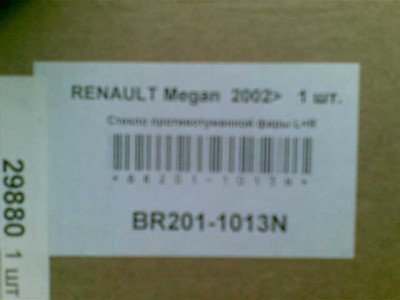 RENAULT Megan 2002> 1 шт.
Стекло противотуманной фары L=R
BR201-1013N
29880 1 шт